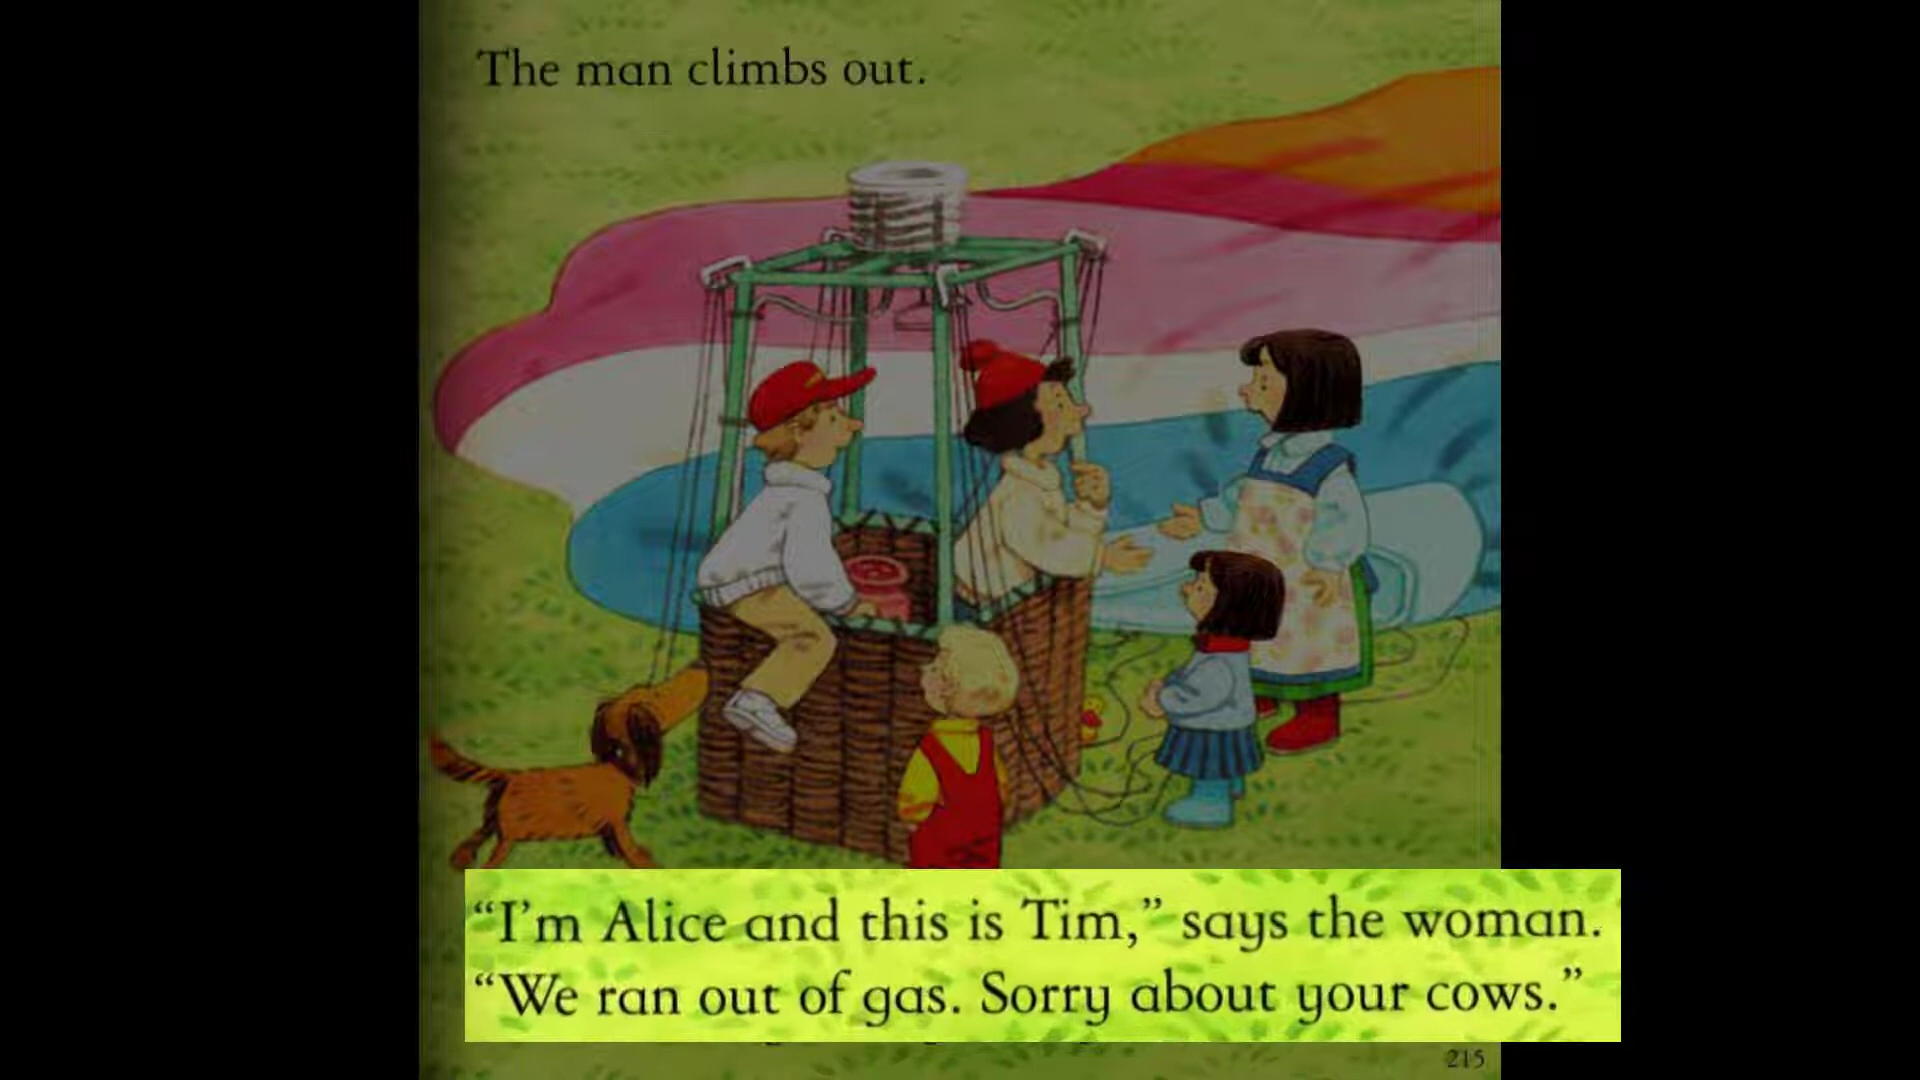 The man climbs out.
“I’m Alice and this is Tim,” says the woman.
“We ran out of gas. Sorry about your cows.”
215